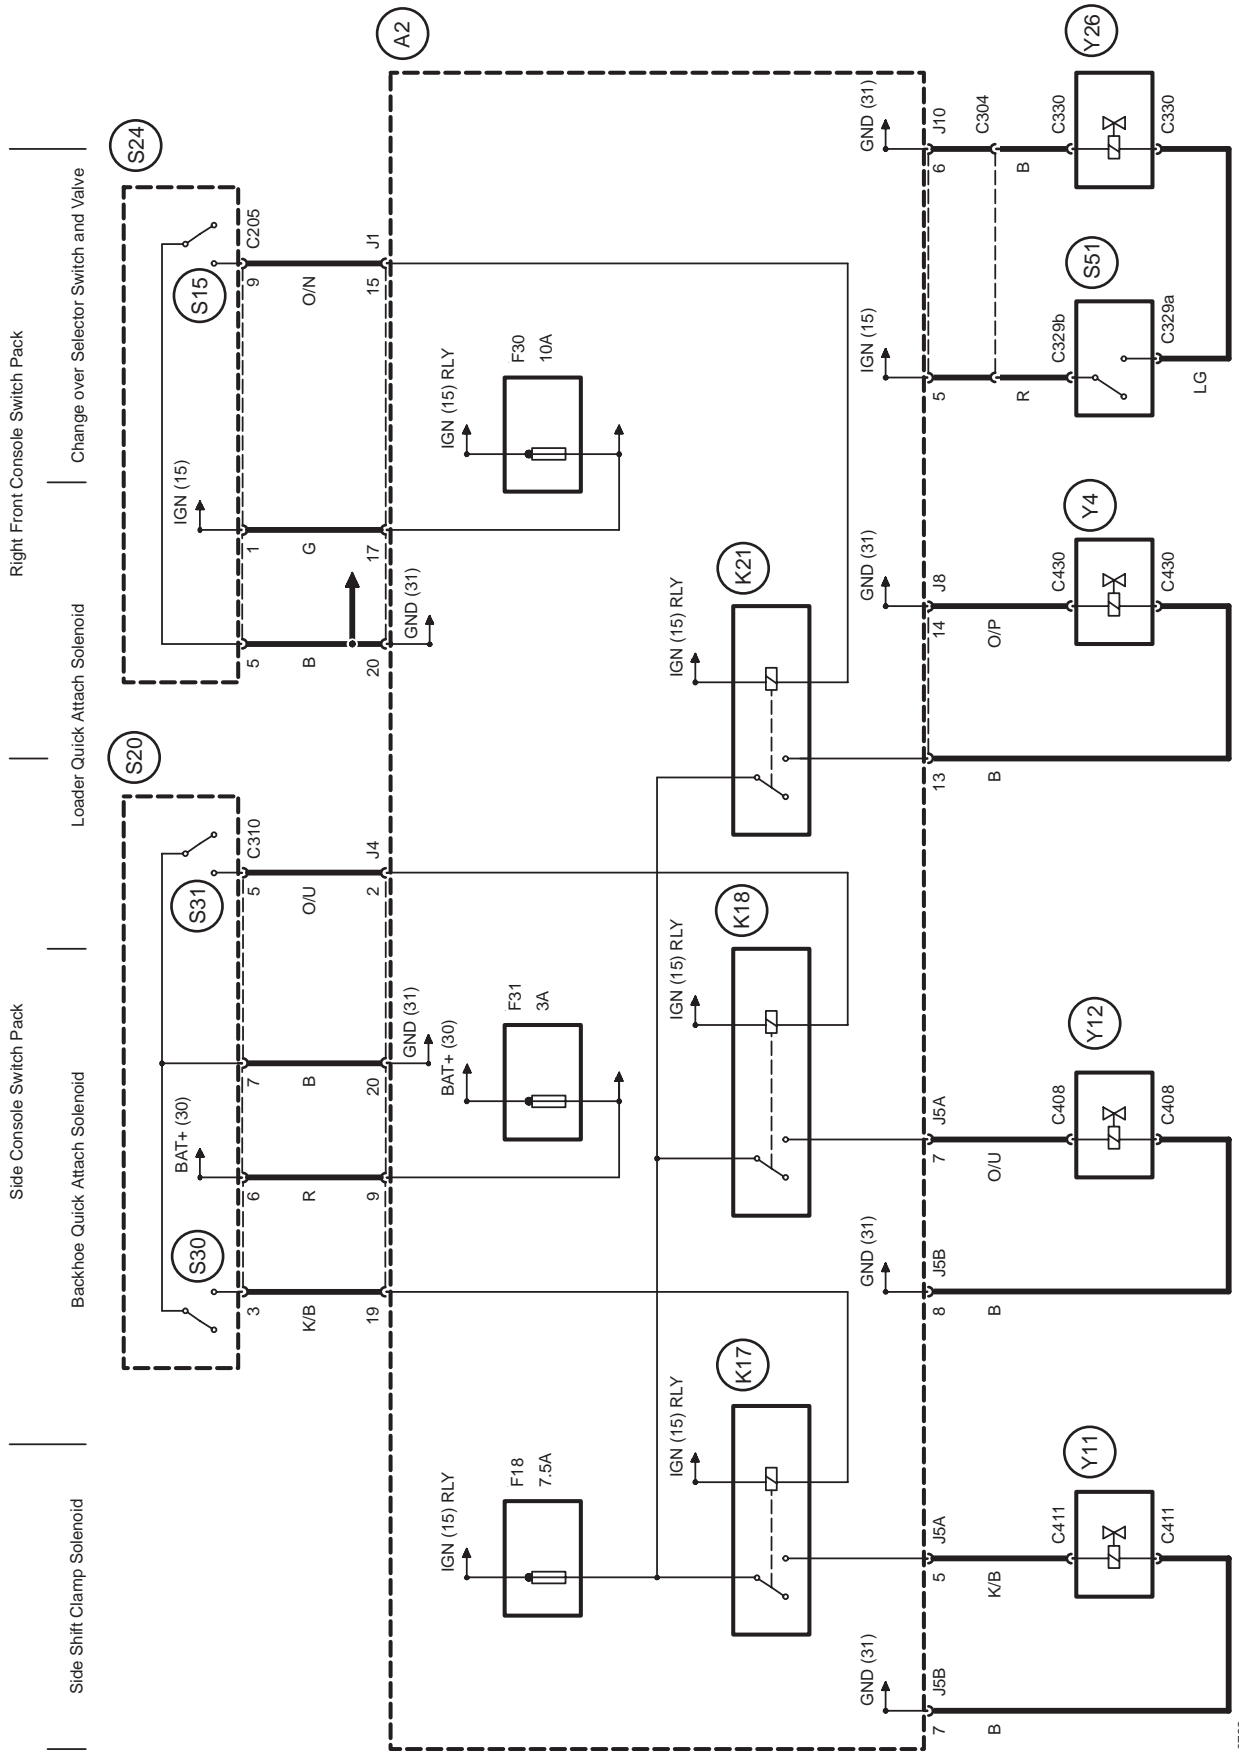 Side Console Switch Pack
Right Front Console Switch Pack
Side Shift Clamp Solenoid
Backhoe Quick Attach Solenoid
Loader Quick Attach Solenoid
Change over Selector Switch and Valve
S20
S24
S30
S31
S15
BAT+ (30)
IGN (15)
3
6
7
5
C310
5
1
9
C205
K/B
R
B
O/U
B
G
O/N
19
9
20
2
J4
20
17
15
J1
A2
GND (31)
GND (31)
IGN (15) RLY
BAT+ (30)
IGN (15) RLY
F18
7.5A
F31
3A
F30
10A
IGN (15) RLY
IGN (15) RLY
IGN (15) RLY
K17
K18
K21
GND (31)
GND (31)
GND (31)
IGN (15)
GND (31)
7
J5B
5
J5A
8
J5B
7
J5A
13
14
J8
5
6
J10
C304
B
K/B
B
O/U
B
O/P
R
B
C411
C408
C430
C329b
C330
Y11
Y12
Y4
S51
Y26
C411
C408
C430
C329a
C330
LG